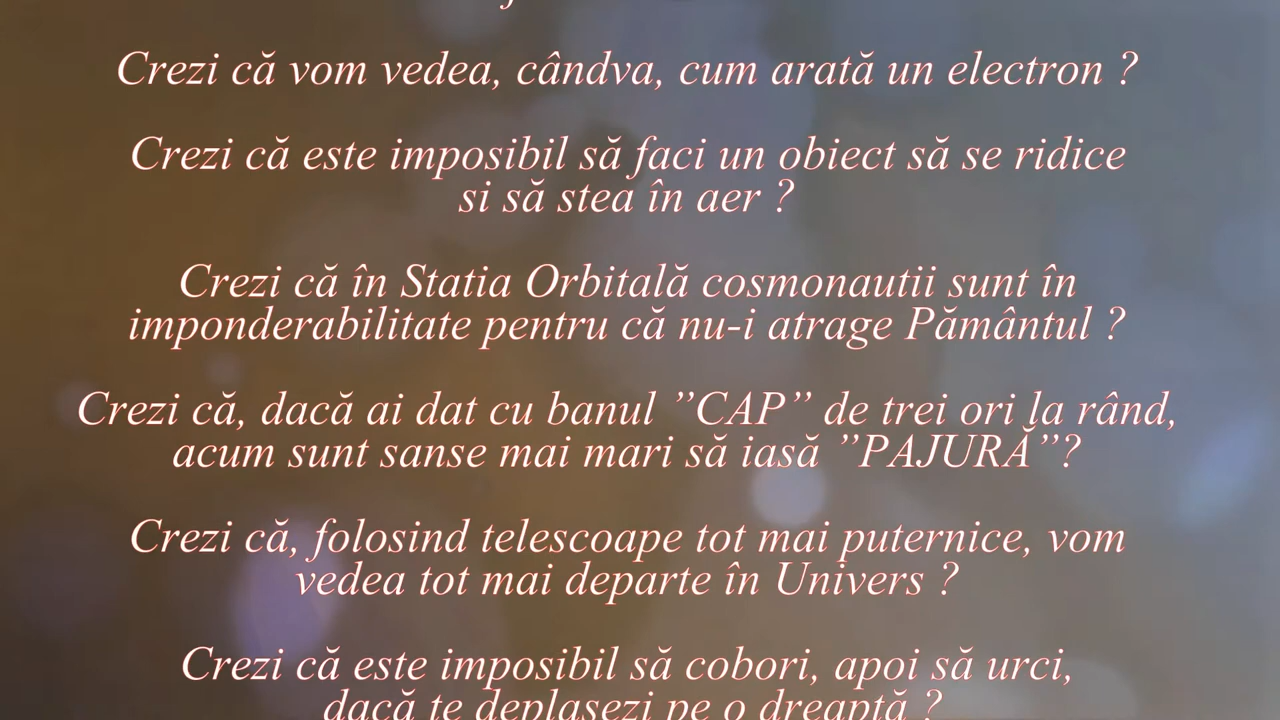 Crezi că vom vedea, cândva, cum arată un electron ?
Crezi că este imposibil să faci un obiect să se ridice
si să stea în aer ?
Crezi că în Statia Orbitală cosmonautii sunt în
imponderabilitate pentru că nu-i atrage Pământul ?
Crezi că, dacă ai dat cu banul ”CAP” de trei ori la rând,
acum sunt sanse mai mari să iasă ”PAJURĂ”?
Crezi că, folosind telescoape tot mai puternice, vom
vedea tot mai departe în Univers ?
Crezi că este imposibil să cobori, apoi să urci,
dacă te deplasezi pe o dreaptă ?